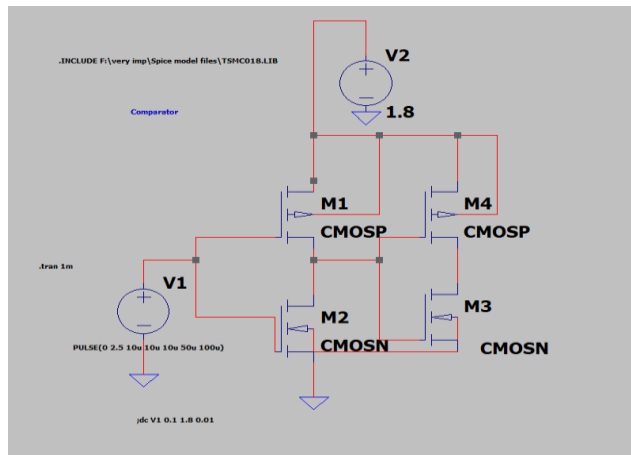 .INCLUDE F:\very imp\Spice model files\TSMC018.LIB
V2
Comparator
1.8
M1
M4
CMOSP
CMOSP
.tran 1m
V1
M2
M3
CMOSN
CMOSN
PULSE(0 2.5 10u 10u 10u 50u 100u)
;dc V1 0.1 1.8 0.01